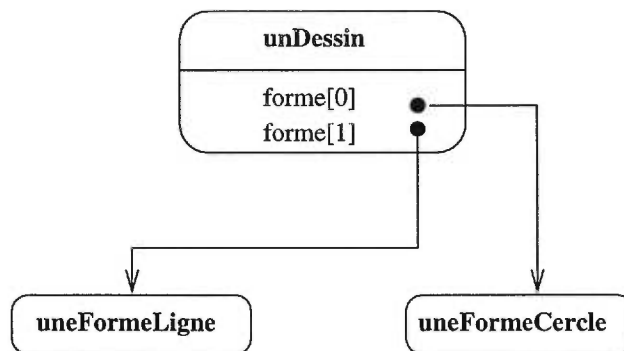 unDessin
forme[0]
forme[1]
uneFormeLigne
uneFormeCercle